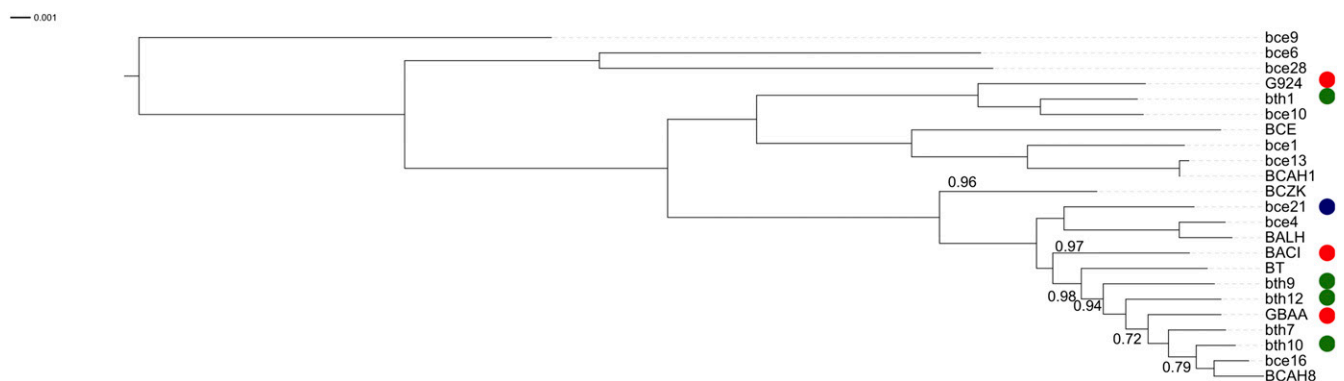 0.001
bce9
bce6
bce28
G924
bth1
bce10
BCE
bce1
bce13
BCAH1
0.96
BCZK
bce21
bce4
BALH
0.97
BACI
BT
0.98
bth9
0.94
bth12
GBAA
bth7
0.72
bth10
bce16
0.79
BCAH8